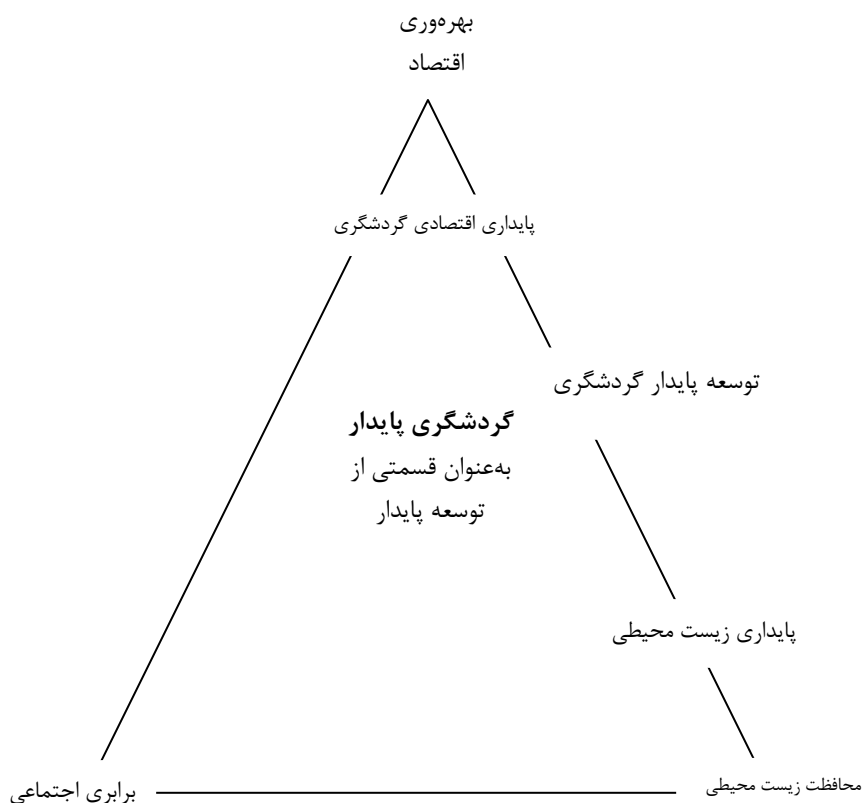 بهره‌وری
اقتصاد
پایداری اقتصادی گردشگری
توسعه پایدار گردشگری
گردشگری پایدار
به‌عنوان قسمتی از
توسعه پایدار
پایداری زیست محیطی
محافظت زیست محیطی
برابری اجتماعی